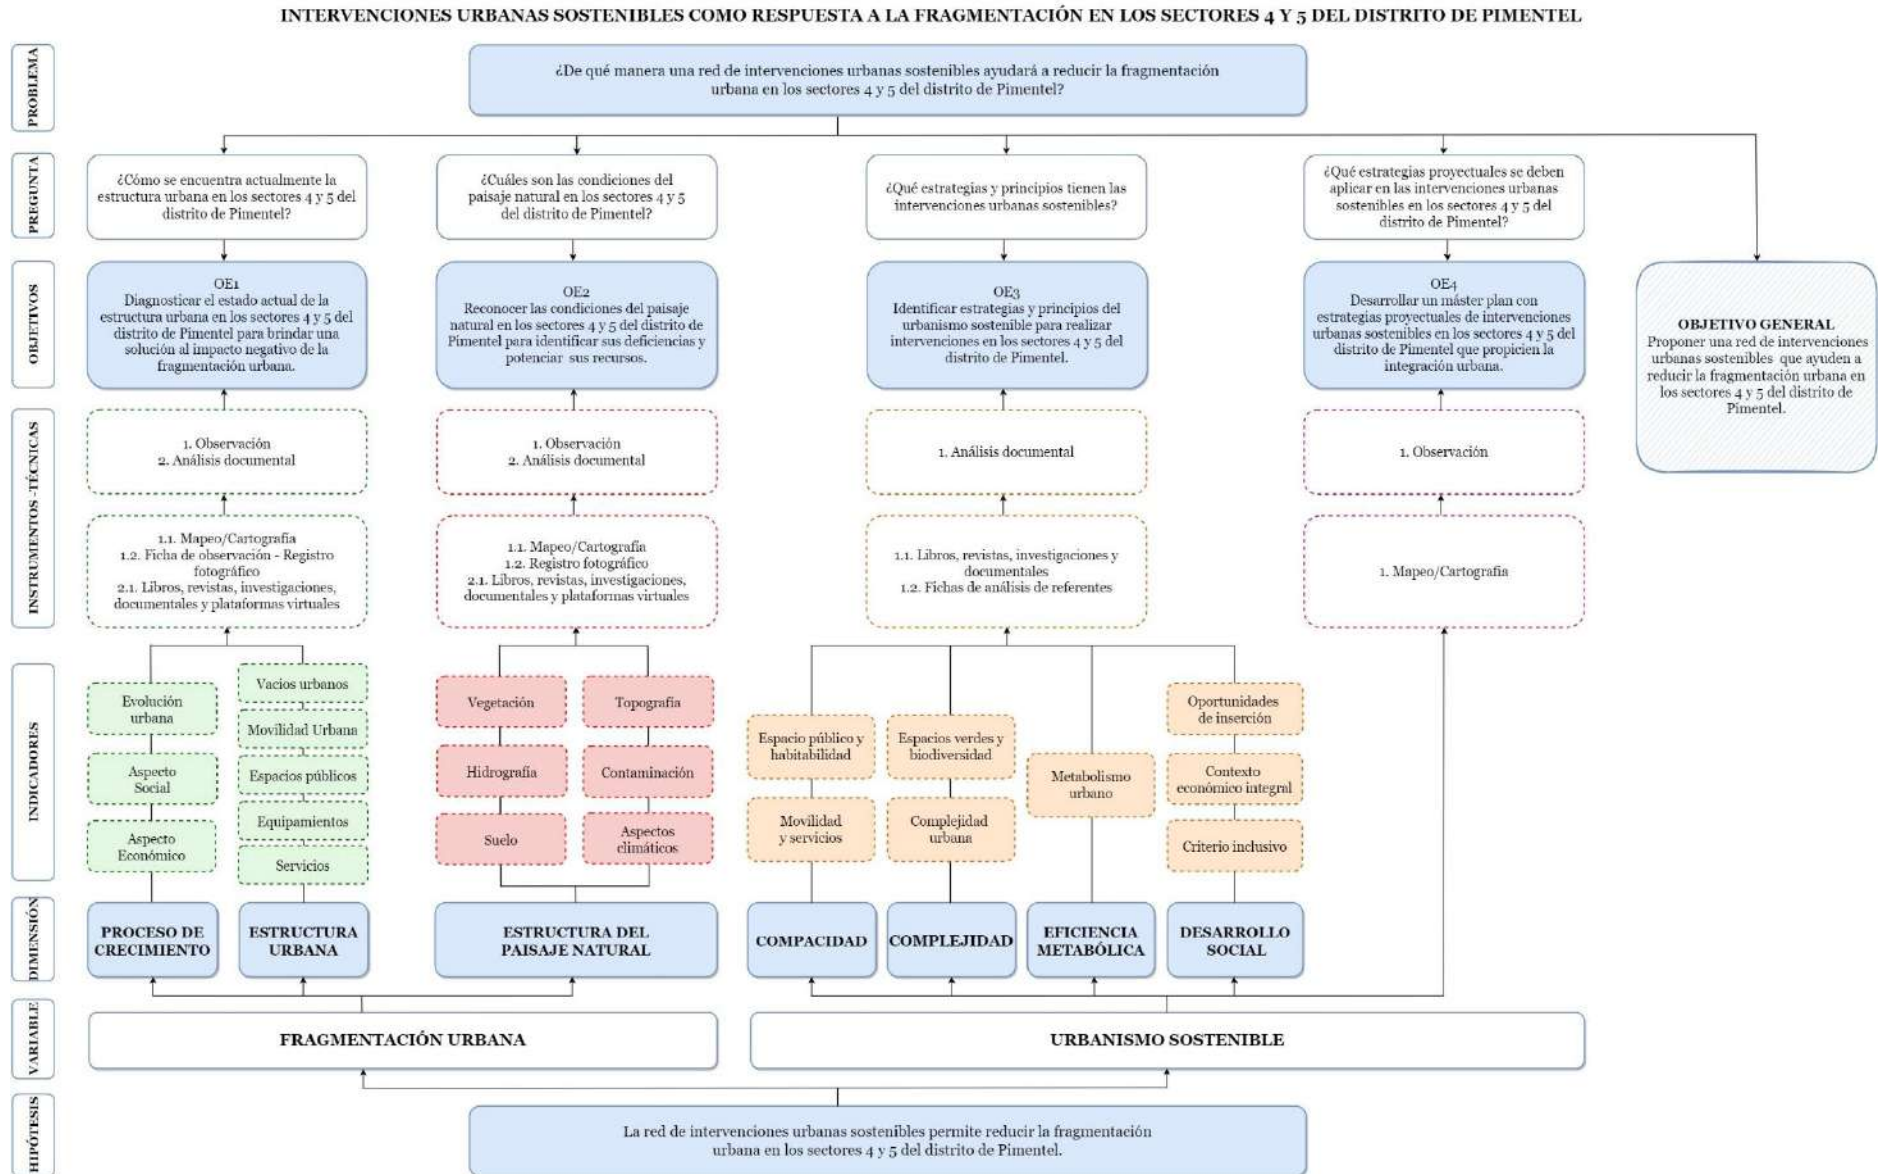 INTERVENCIONES URBANAS SOSTENIBLES COMO RESPUESTA A LA FRAGMENTACIÓN EN LOS SECTORES 4 Y 5 DEL DISTRITO DE PIMENTEL
PROBLEMA
¿De qué manera una red de intervenciones urbanas sostenibles ayudará a reducir la fragmentación
urbana en los sectores 4 y 5 del distrito de Pimentel?
PREGUNTA
¿Cómo se encuentra actualmente la
estructura urbana en los sectores 4 y 5 del
distrito de Pimentel?
¿Cuáles son las condiciones del
paisaje natural en los sectores 4 y 5
del distrito de Pimentel?
¿Qué estrategias y principios tienen las
intervenciones urbanas sostenibles?
¿Qué estrategias proyectuales se deben
aplicar en las intervenciones urbanas
sostenibles en los sectores 4 y 5 del
distrito de Pimentel?
OBJETIVOS
OE1
Diagnosticar el estado actual de la
estructura urbana en los sectores 4 y 5 del
distrito de Pimentel para brindar una
solución al impacto negativo de la
fragmentación urbana.
OE2
Reconocer las condiciones del paisaje
natural en los sectores 4 y 5 del distrito de
Pimentel para identificar sus deficiencias y
potenciar sus recursos.
OE3
Identificar estrategias y principios del
urbanismo sostenible para realizar
intervenciones en los sectores 4 y 5 del
distrito de Pimentel.
OE4
Desarrollar un máster plan con
estrategias proyectuales de intervenciones
urbanas sostenibles en los sectores 4 y 5 del
distrito de Pimentel que propicien la
integración urbana.
OBJETIVO GENERAL
Proponer una red de intervenciones
urbanas sostenibles que ayuden a
reducir la fragmentación urbana en
los sectores 4 y 5 del distrito de
Pimentel.
INSTRUMENTOS -TÉCNICAS
1. Observación
2. Análisis documental
1. Observación
2. Análisis documental
1. Análisis documental
1. Observación
1.1. Mapeo/Cartografía
1.2. Ficha de observación - Registro
fotográfico
2.1. Libros, revistas, investigaciones,
documentales y plataformas virtuales
1.1. Mapeo/Cartografía
1.2. Registro fotográfico
2.1. Libros, revistas, investigaciones,
documentales y plataformas virtuales
1.1. Libros, revistas, investigaciones y
documentales
1.2. Fichas de análisis de referentes
1. Mapeo/Cartografía
INDICADORES
Evolución
urbana
Aspecto
Social
Aspecto
Económico
Vacios urbanos
Movilidad Urbana
Espacios públicos
Equipamientos
Servicios
Vegetación
Hidrografía
Suelo
Topografía
Contaminación
Aspectos
climáticos
Espacio público y
habitabilidad
Movilidad
y servicios
Espacios verdes y
biodiversidad
Complejidad
urbana
Metabolismo
urbano
Oportunidades
de inserción
Contexto
económico integral
Criterio inclusivo
DIMENSIÓN
PROCESO DE
CRECIMIENTO
ESTRUCTURA
URBANA
ESTRUCTURA DEL
PAISAJE NATURAL
COMPACIDAD
COMPLEJIDAD
EFICIENCIA
METABÓLICA
DESARROLLO
SOCIAL
VARIABLE
FRAGMENTACIÓN URBANA
URBANISMO SOSTENIBLE
HIPÓTESIS
La red de intervenciones urbanas sostenibles permite reducir la fragmentación
urbana en los sectores 4 y 5 del distrito de Pimentel.